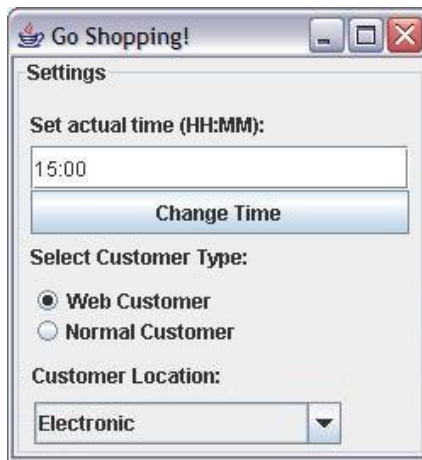 Go Shopping!
Settings
Set actual time (HH:MM):
15:00
Change Time
Select Customer Type:
Web Customer
Normal Customer
Customer Location:
Electronic